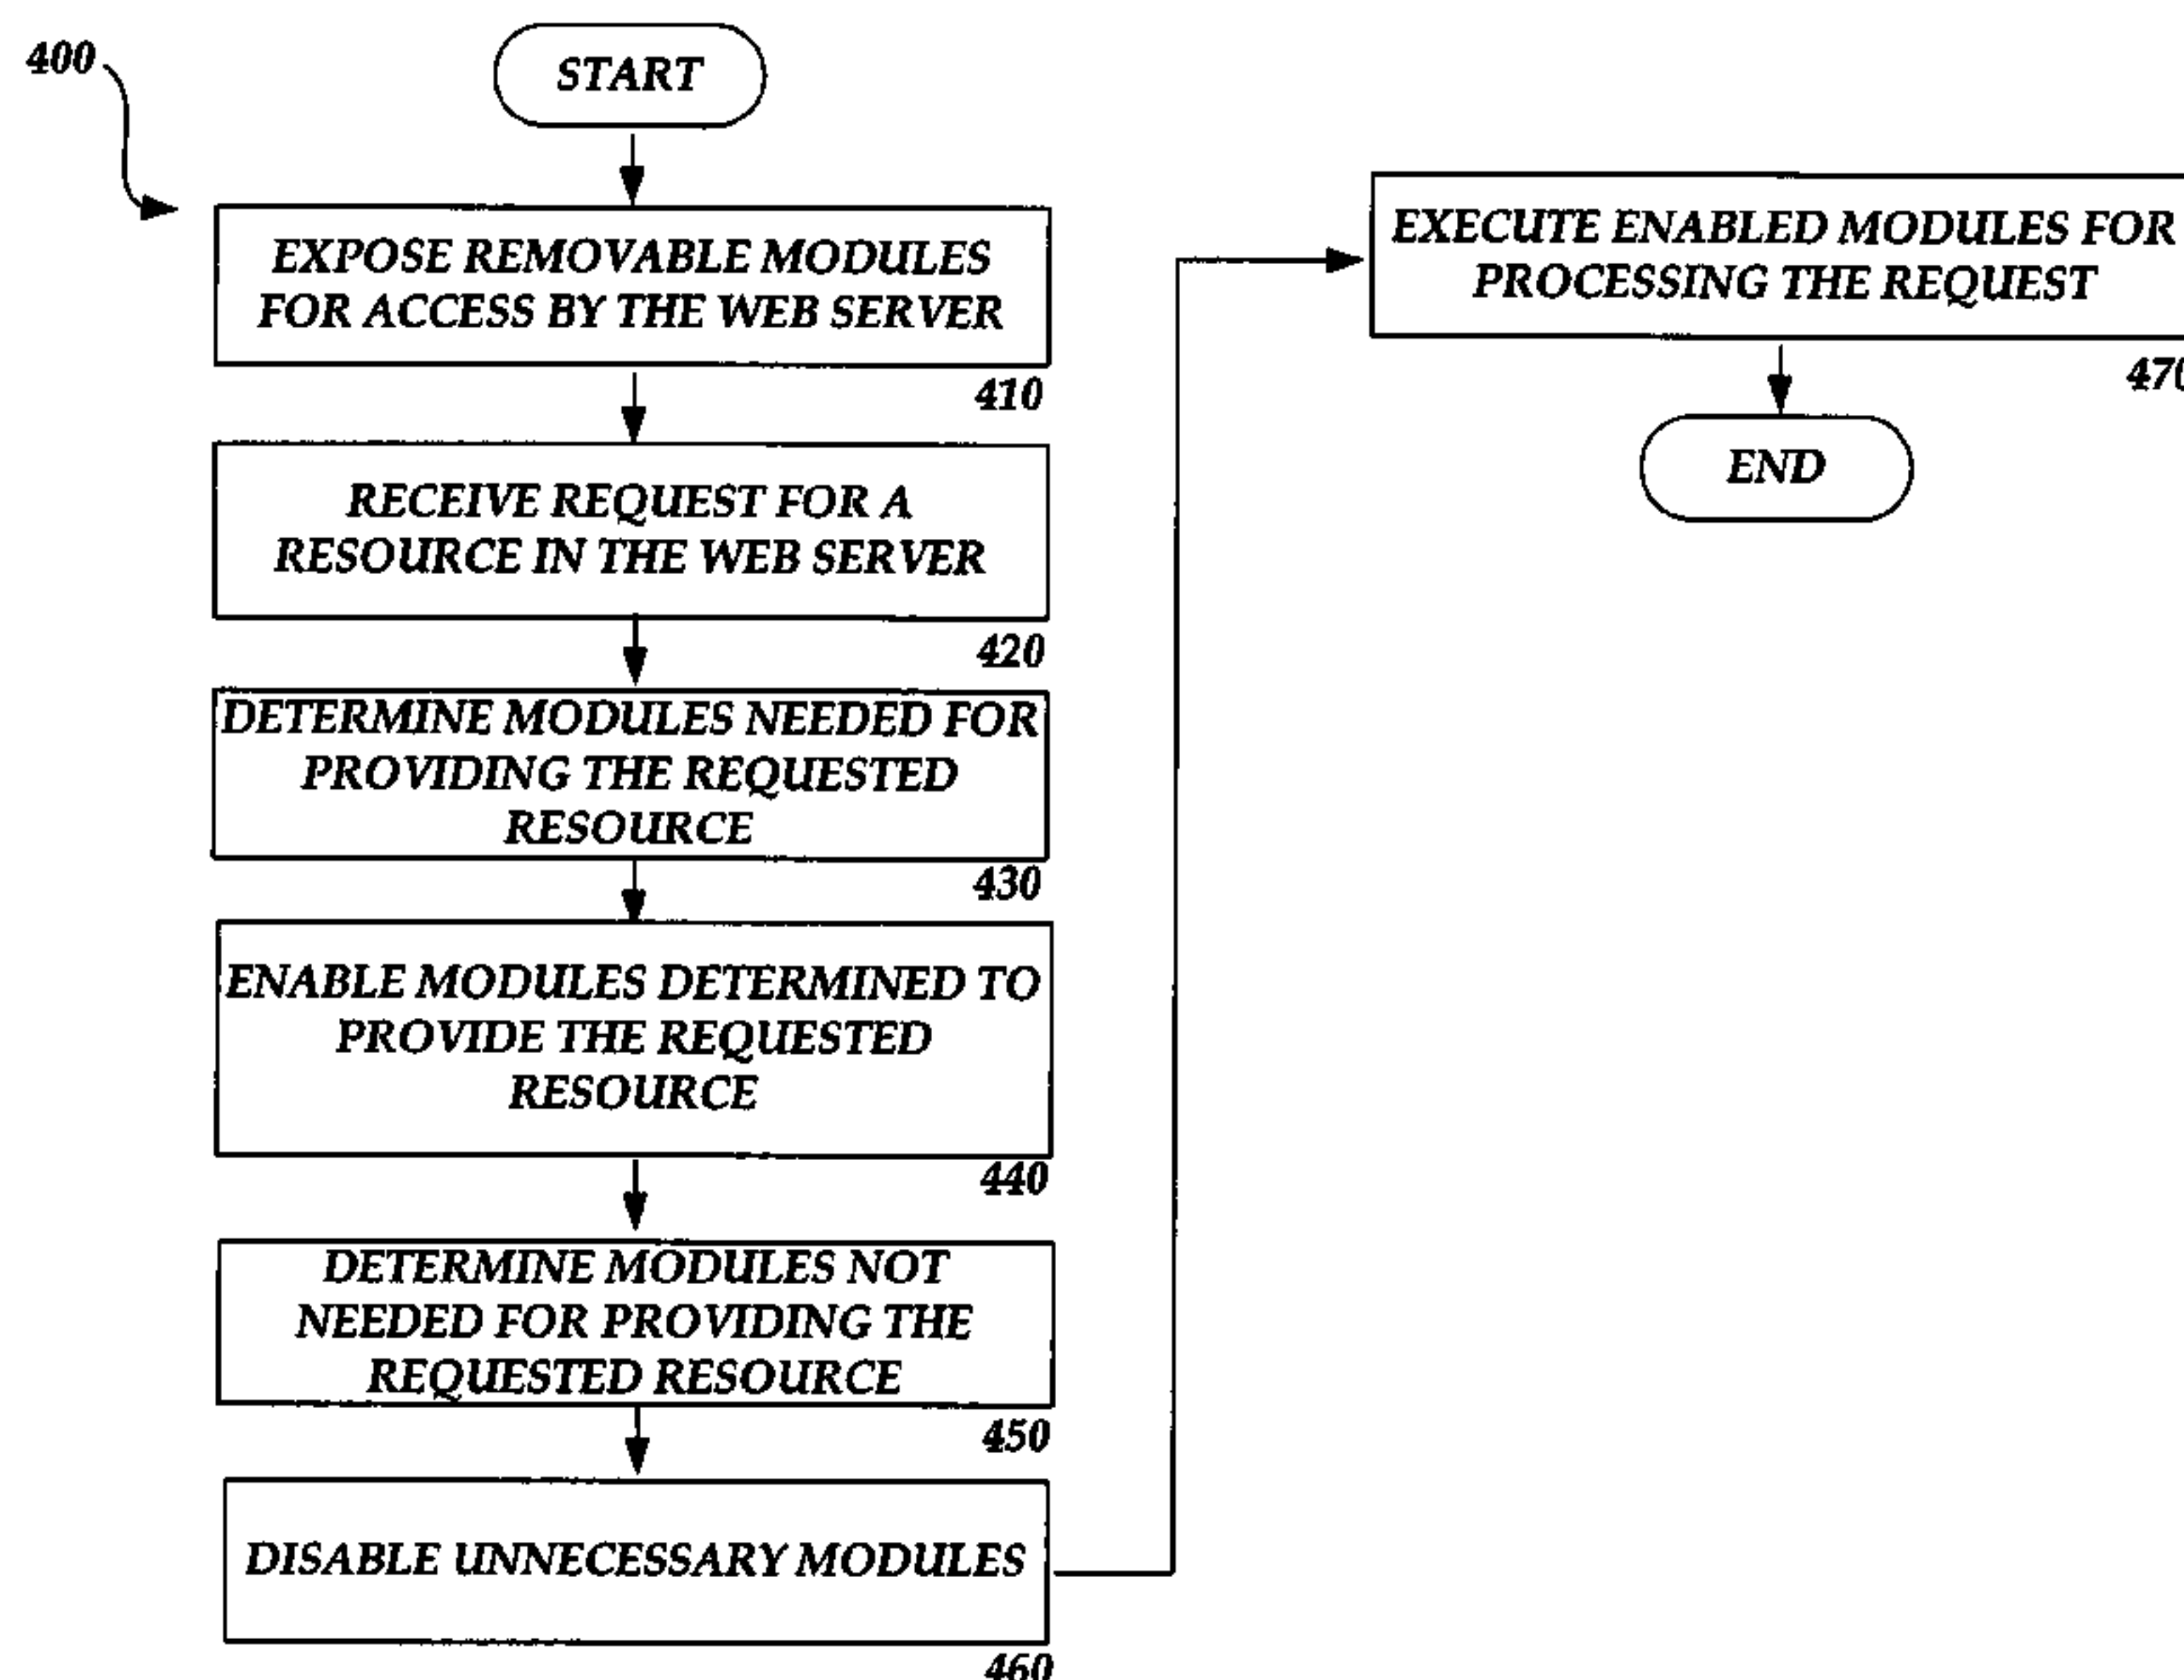 400
START
EXPOSE REMOVABLE MODULES
FOR ACCESS BY THE WEB SERVER
410
RECEIVE REQUEST FOR A
RESOURCE IN THE WEB SERVER
420
DETERMINE MODULES NEEDED FOR
PROVIDING THE REQUESTED
RESOURCE
430
ENABLE MODULES DETERMINED TO
PROVIDE THE REQUESTED
RESOURCE
440
DETERMINE MODULES NOT
NEEDED FOR PROVIDING THE
REQUESTED RESOURCE
450
DISABLE UNNECESSARY MODULES
460
EXECUTE ENABLED MODULES FOR
PROCESSING THE REQUEST
470
END